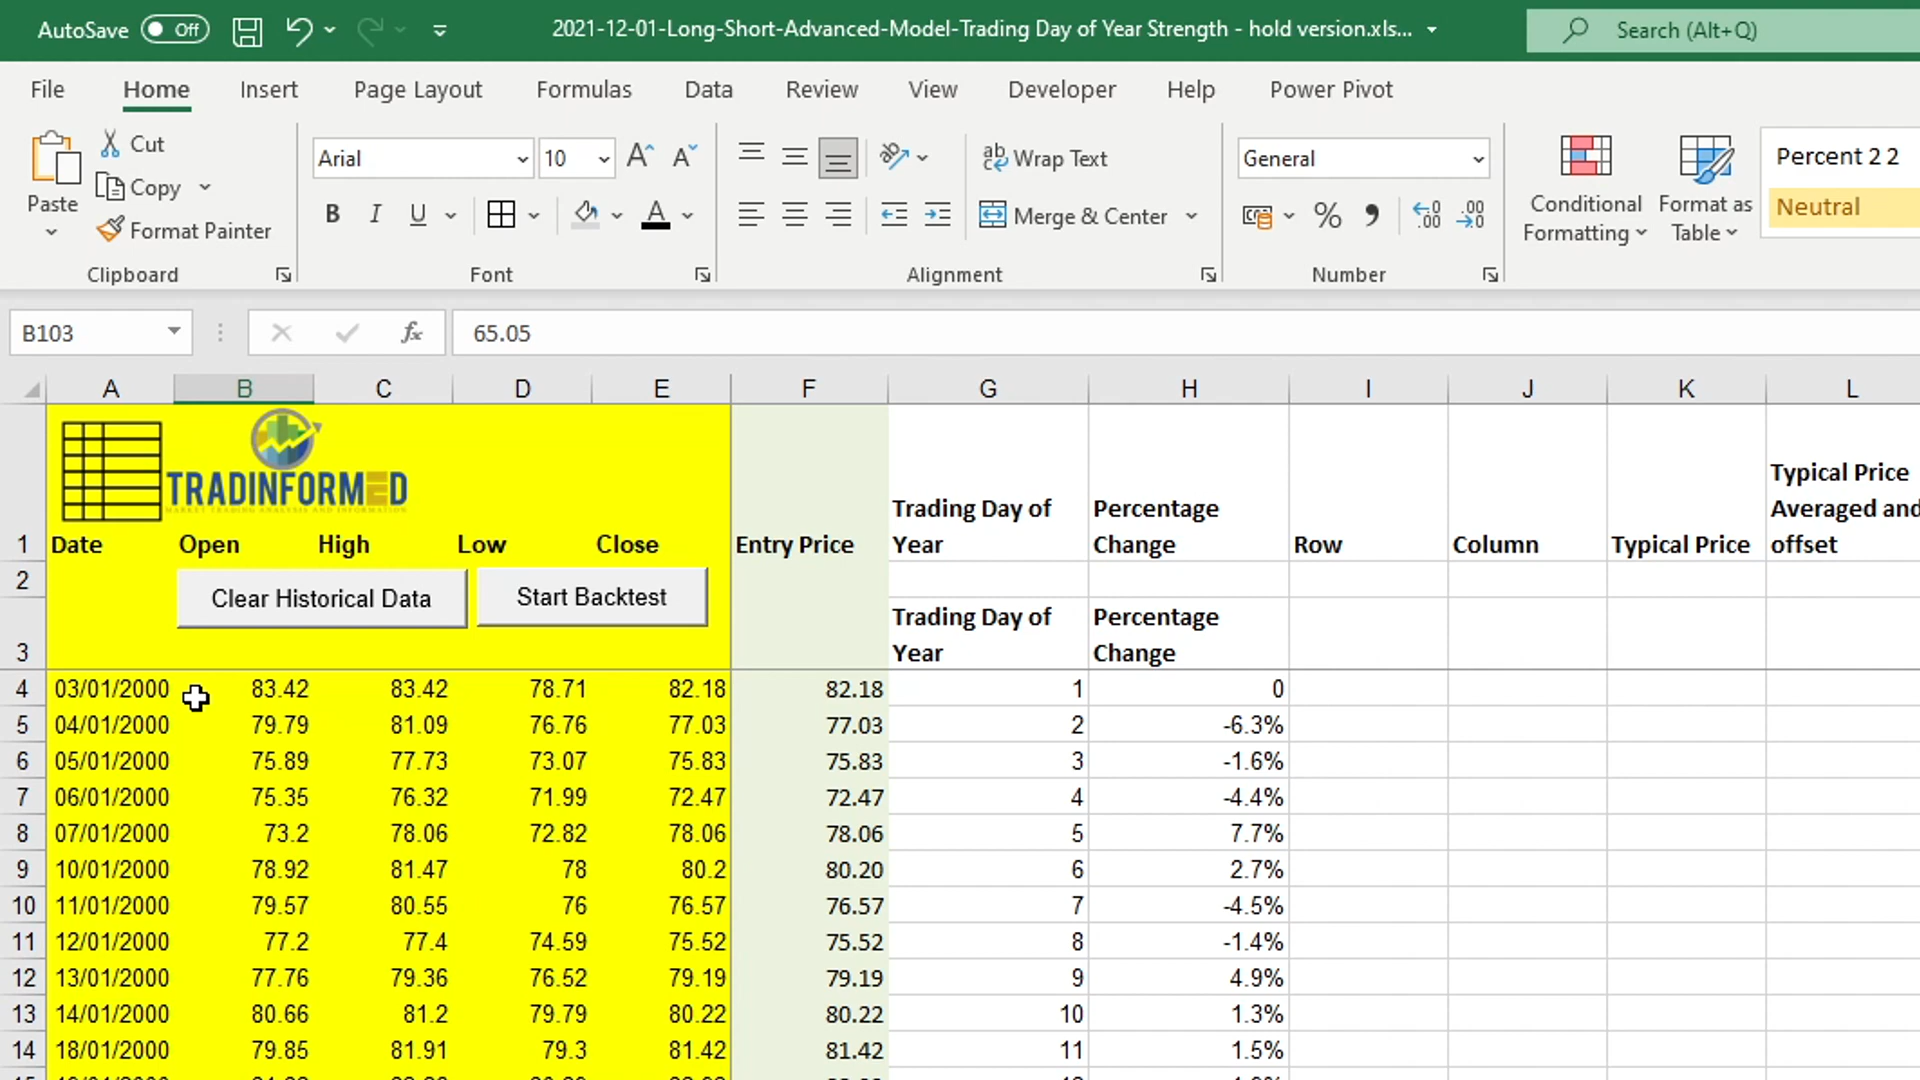 AutoSave Off 2021-12-01-Long-Short-Advanced-Model-Trading Day of Year Strength - hold version.xls... Search (Alt+Q)
File Home Insert Page Layout Formulas Data Review View Developer Help Power Pivot
Paste Cut Copy Format Painter
Clipboard
Arial 10
B I U A
Font
ab Wrap Text
Merge & Center
Alignment
General
% 9 .00 .00
Number
Conditional Formatting
Format as Table
Percent 2 2
Neutral
B103 fx 65.05
A B C D E F G H I J K L
TRADINFORMED
MARKET TRADING ANALYSIS AND INFORMATION
1 Date Open High Low Close Entry Price Trading Day of Year Percentage Change Row Column Typical Price Typical Price Averaged and offset
2 Clear Historical Data Start Backtest
3 Trading Day of Year Percentage Change
4 03/01/2000 83.42 83.42 78.71 82.18 82.18 1 0
5 04/01/2000 79.79 81.09 76.76 77.03 77.03 2 -6.3%
6 05/01/2000 75.89 77.73 73.07 75.83 75.83 3 -1.6%
7 06/01/2000 75.35 76.32 71.99 72.47 72.47 4 -4.4%
8 07/01/2000 73.2 78.06 72.82 78.06 78.06 5 7.7%
9 10/01/2000 78.92 81.47 78 80.2 80.20 6 2.7%
10 11/01/2000 79.57 80.55 76 76.57 76.57 7 -4.5%
11 12/01/2000 77.2 77.4 74.59 75.52 75.52 8 -1.4%
12 13/01/2000 77.76 79.36 76.52 79.19 79.19 9 4.9%
13 14/01/2000 80.66 81.2 79.79 80.22 80.22 10 1.3%
14 18/01/2000 79.85 81.91 79.3 81.42 81.42 11 1.5%